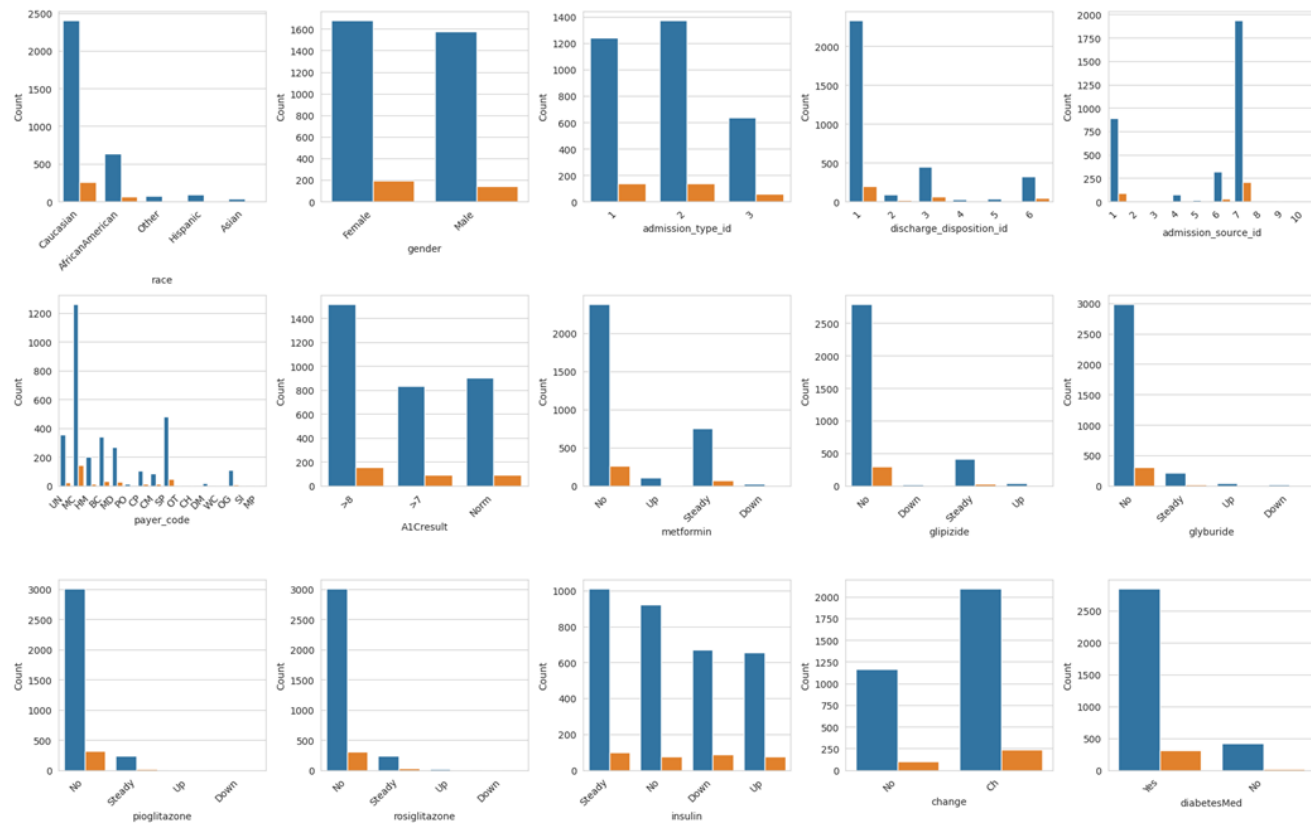 2500
2000
1500
1000
500
0
Count
Caucasian
AfricanAmerican
Other
Hispanic
Asian
race
1600
1400
1200
1000
800
600
400
200
0
Count
Female
Male
gender
1400
1200
1000
800
600
400
200
0
Count
1
2
3
admission_type_id
2000
1500
1000
500
0
Count
1
2
3
4
5
6
discharge_disposition_id
2000
1750
1500
1250
1000
750
500
250
0
Count
1
2
3
4
5
6
7
8
9
10
admission_source_id
1200
1000
800
600
400
200
0
Count
UN
MC
HM
BC
MD
PO
CP
CM
SP
OT
CH
DM
WC
OG
SI
MP
payer_code
1400
1200
1000
800
600
400
200
0
Count
>8
>7
Norm
A1Cresult
2000
1500
1000
500
0
Count
No
Up
Steady
Down
metformin
2500
2000
1500
1000
500
0
Count
No
Down
Steady
Up
glipizide
3000
2500
2000
1500
1000
500
0
Count
No
Steady
Up
Down
glyburide
3000
2500
2000
1500
1000
500
0
Count
No
Steady
Up
Down
pioglitazone
3000
2500
2000
1500
1000
500
0
Count
No
Steady
Up
Down
rosiglitazone
1000
800
600
400
200
0
Count
Steady
No
Down
Up
insulin
2000
1750
1500
1250
1000
750
500
250
0
Count
No
Ch
change
2500
2000
1500
1000
500
0
Count
Yes
No
diabetesMed